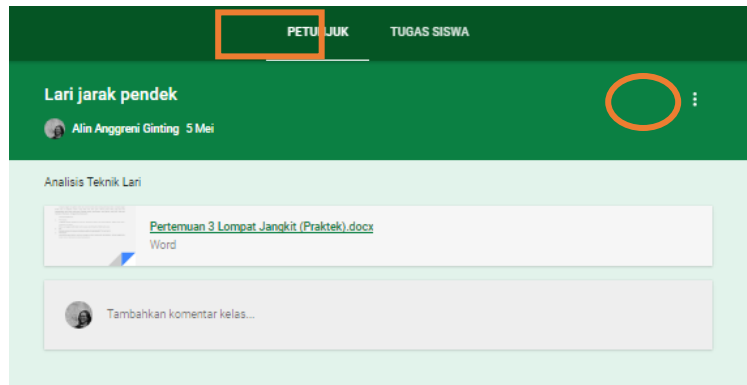 PETUNJUK TUGAS SISWA
Lari jarak pendek
Alin Anggreni Ginting 5 Mei
Analisis Teknik Lari
Pertemuan 3 Lompat Jangkit (Praktek).docx
Word
Tambahkan komentar kelas...